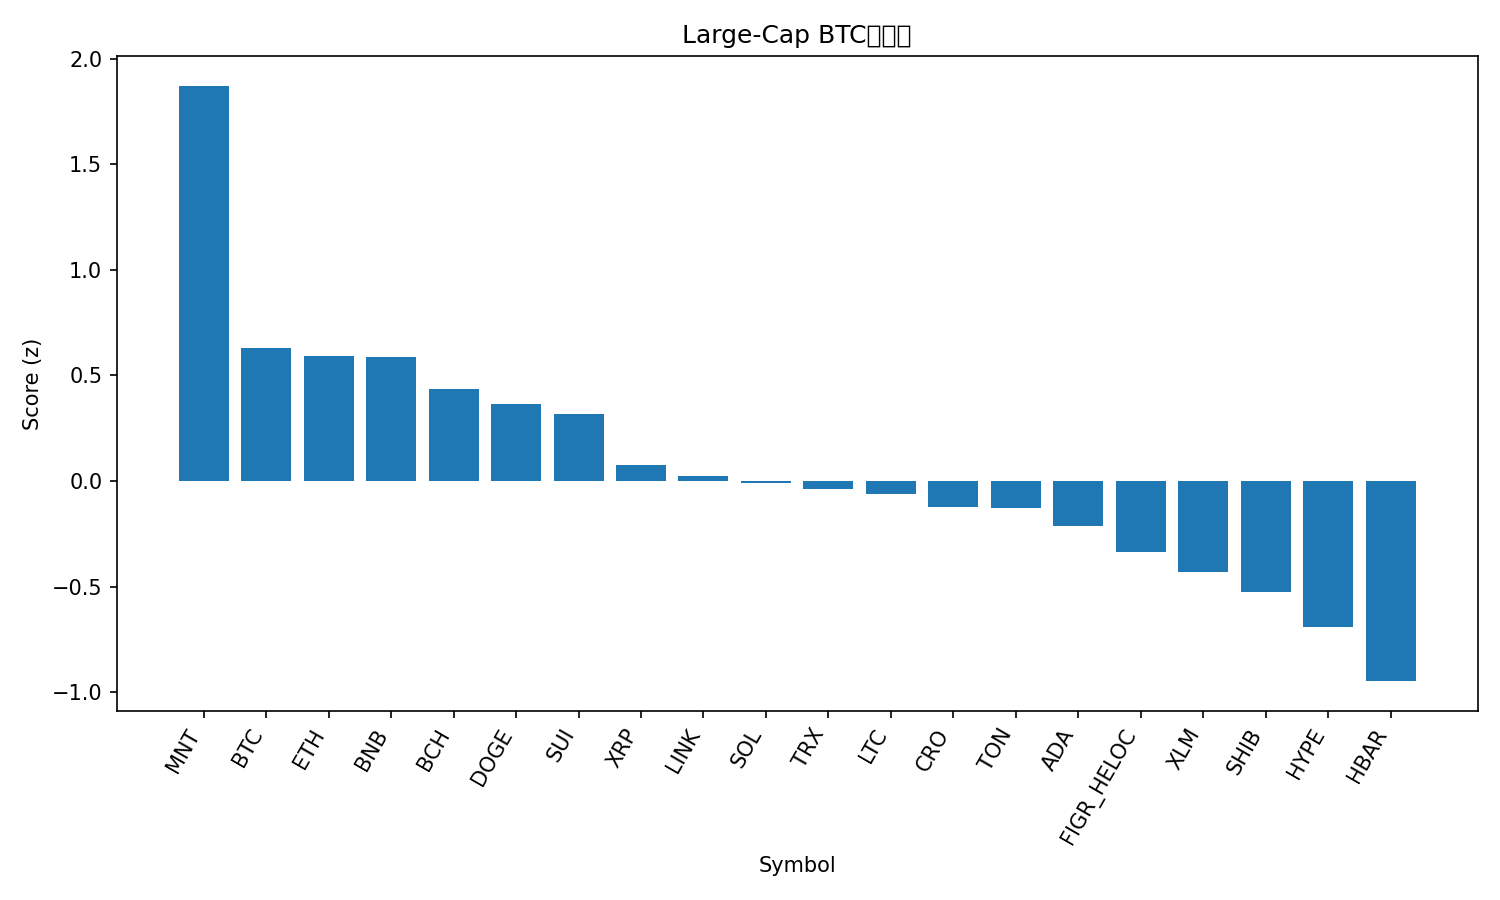 Large-Cap BTC
Score (z)
2.0
1.5
1.0
0.5
0.0
−0.5
−1.0
MNT
BTC
ETH
BNB
BCH
DOGE
SUI
XRP
LINK
SOL
TRX
LTC
CRO
TON
ADA
FIGR_HELOC
XLM
SHIB
HYPE
HBAR
Symbol